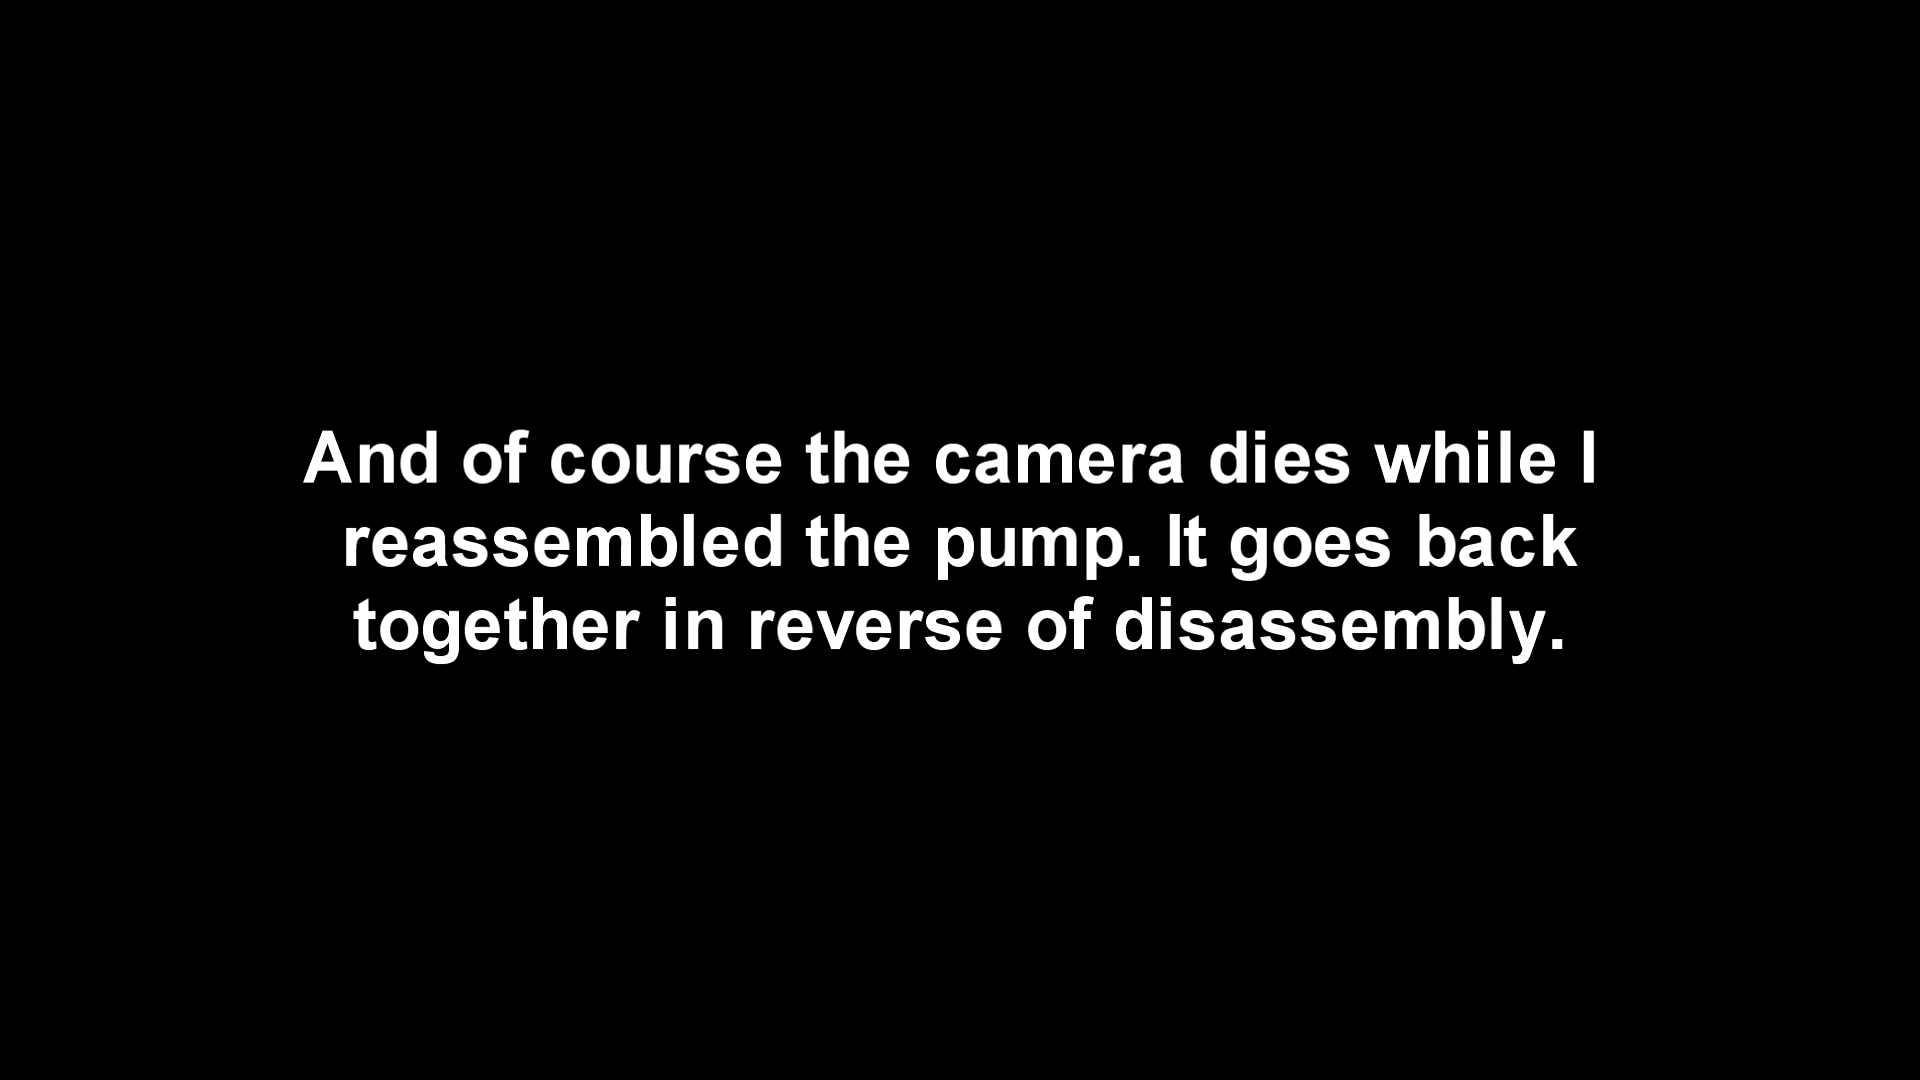 And of course the camera dies while I
reassembled the pump. It goes back
together in reverse of disassembly.